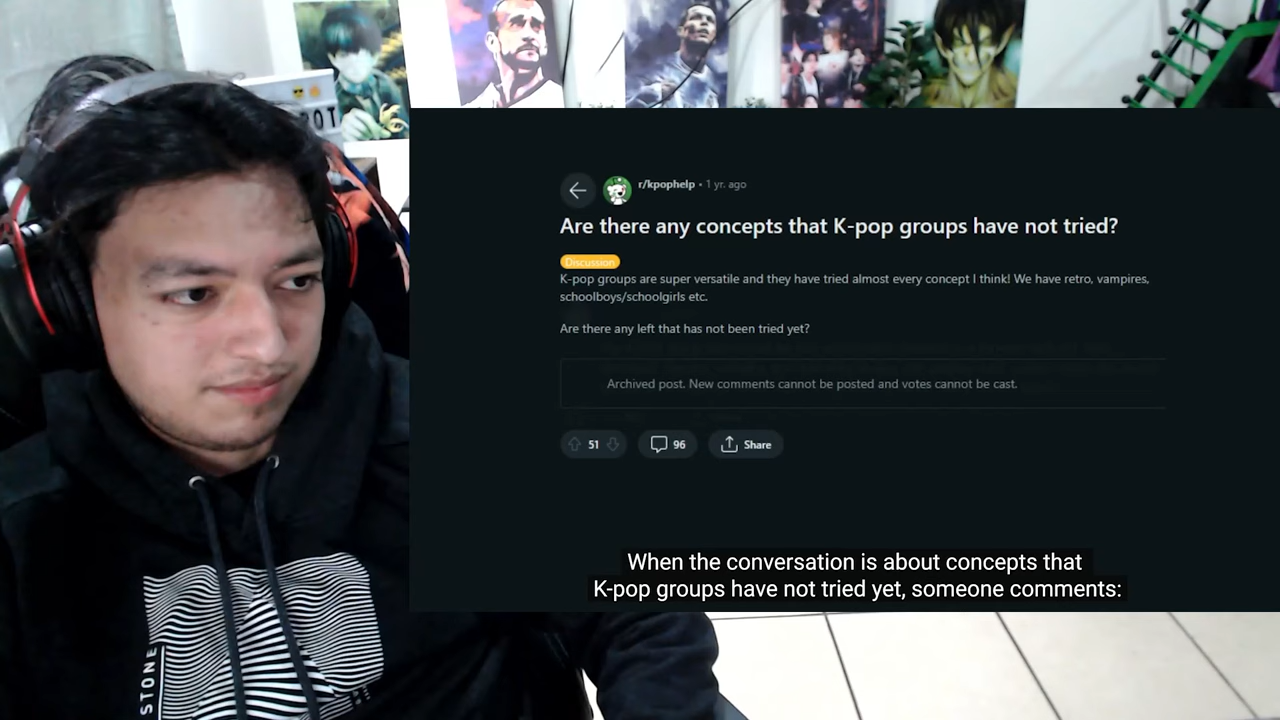 r/kpophelp • 1 yr. ago
Are there any concepts that K-pop groups have not tried?
Discussion
K-pop groups are super versatile and they have tried almost every concept I think! We have retro, vampires,
schoolboys/schoolgirls etc.
Are there any left that has not been tried yet?
Archived post. New comments cannot be posted and votes cannot be cast.
51 96 Share
When the conversation is about concepts that
K-pop groups have not tried yet, someone comments:
STONE